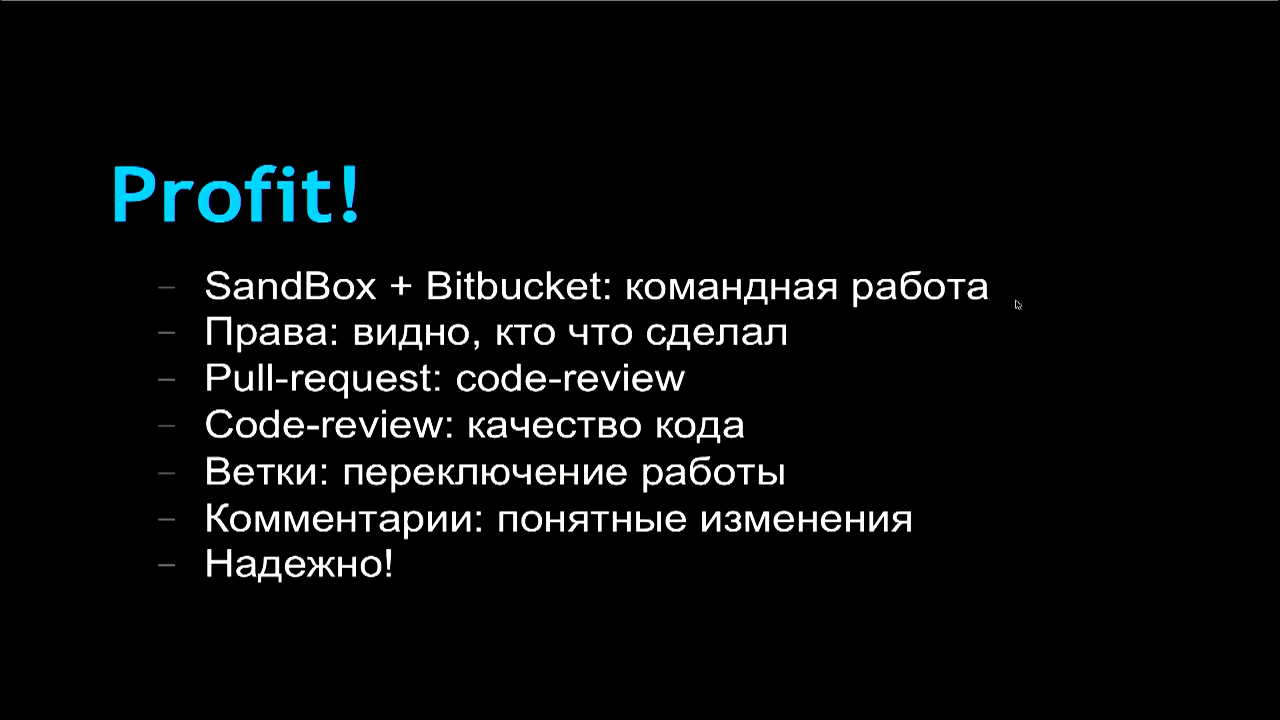 Profit!
– SandBox + Bitbucket: командная работа
– Права: видно, кто что сделал
– Pull-request: code-review
– Code-review: качество кода
– Ветки: переключение работы
– Комментарии: понятные изменения
– Надежно!